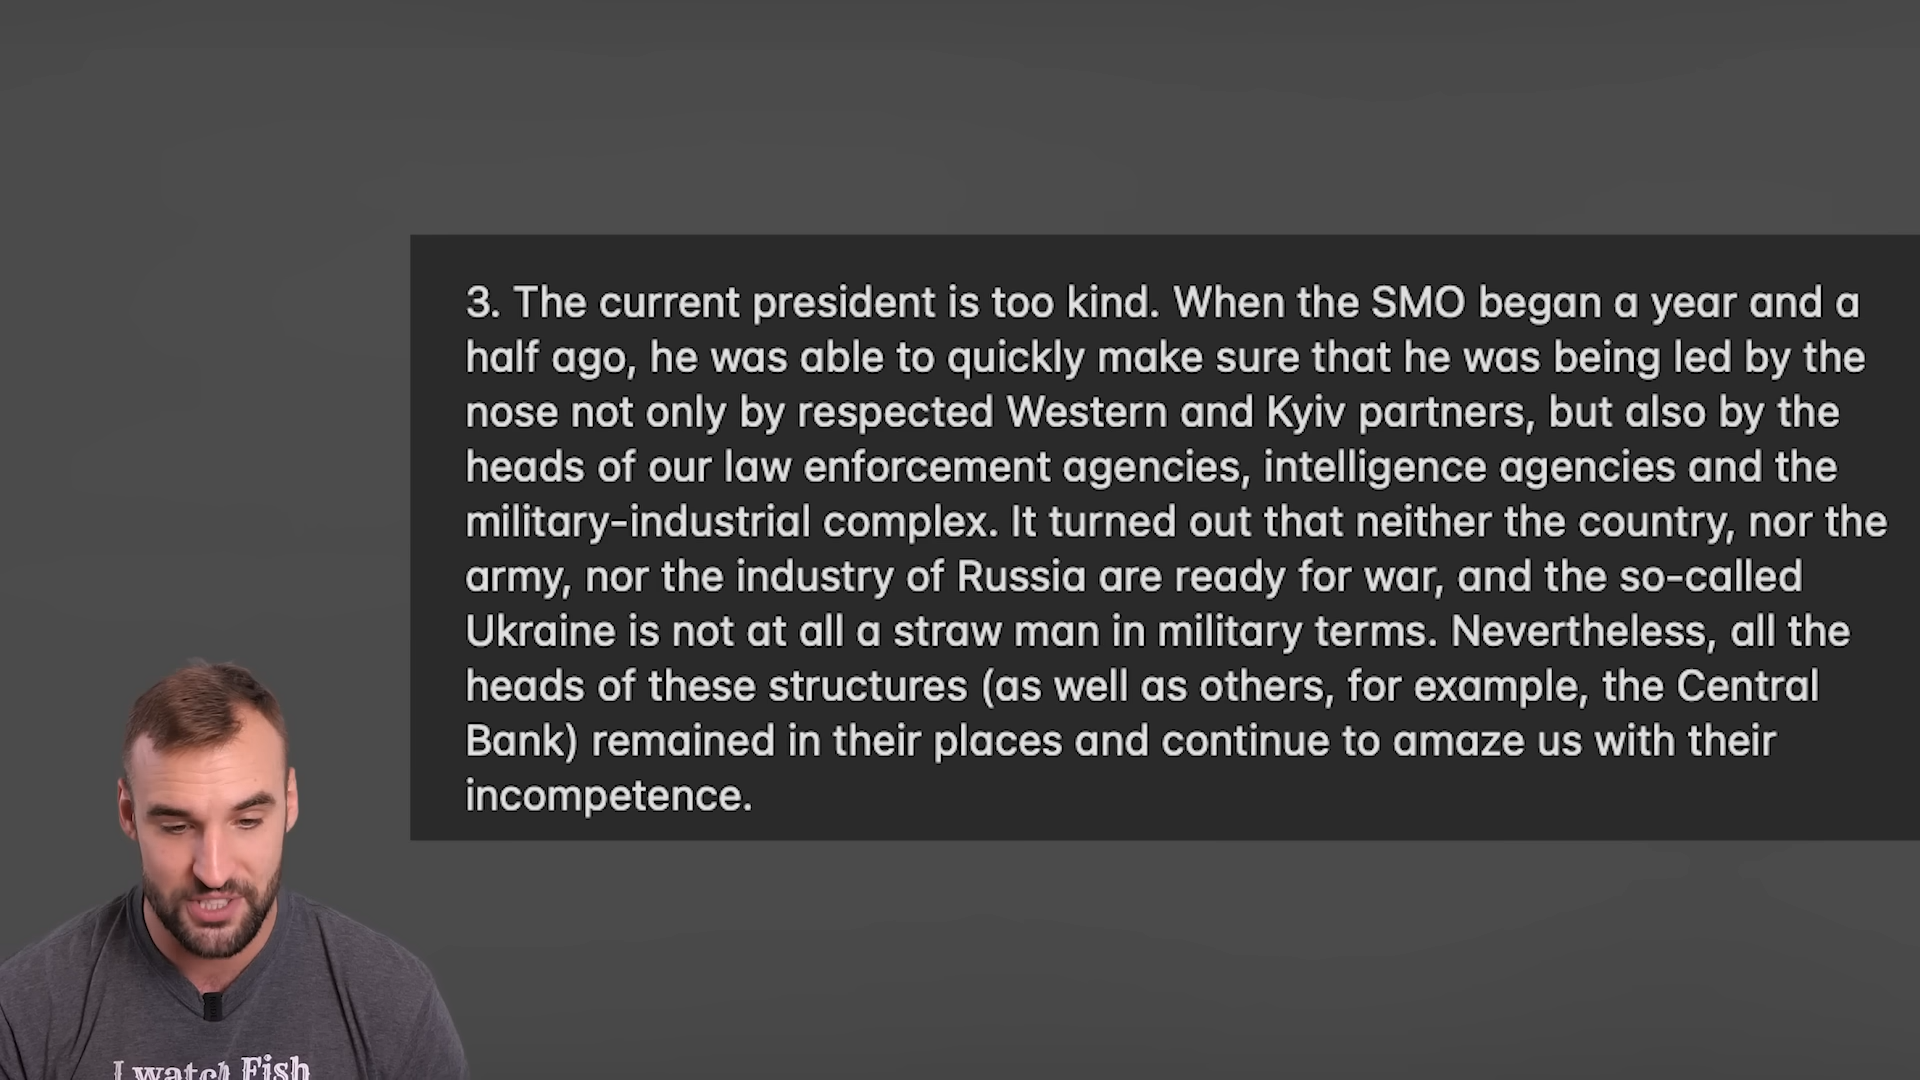 3. The current president is too kind. When the SMO began a year and a
half ago, he was able to quickly make sure that he was being led by the
nose not only by respected Western and Kyiv partners, but also by the
heads of our law enforcement agencies, intelligence agencies and the
military-industrial complex. It turned out that neither the country, nor the
army, nor the industry of Russia are ready for war, and the so-called
Ukraine is not at all a straw man in military terms. Nevertheless, all the
heads of these structures (as well as others, for example, the Central
Bank) remained in their places and continue to amaze us with their
incompetence.
I watch Fish